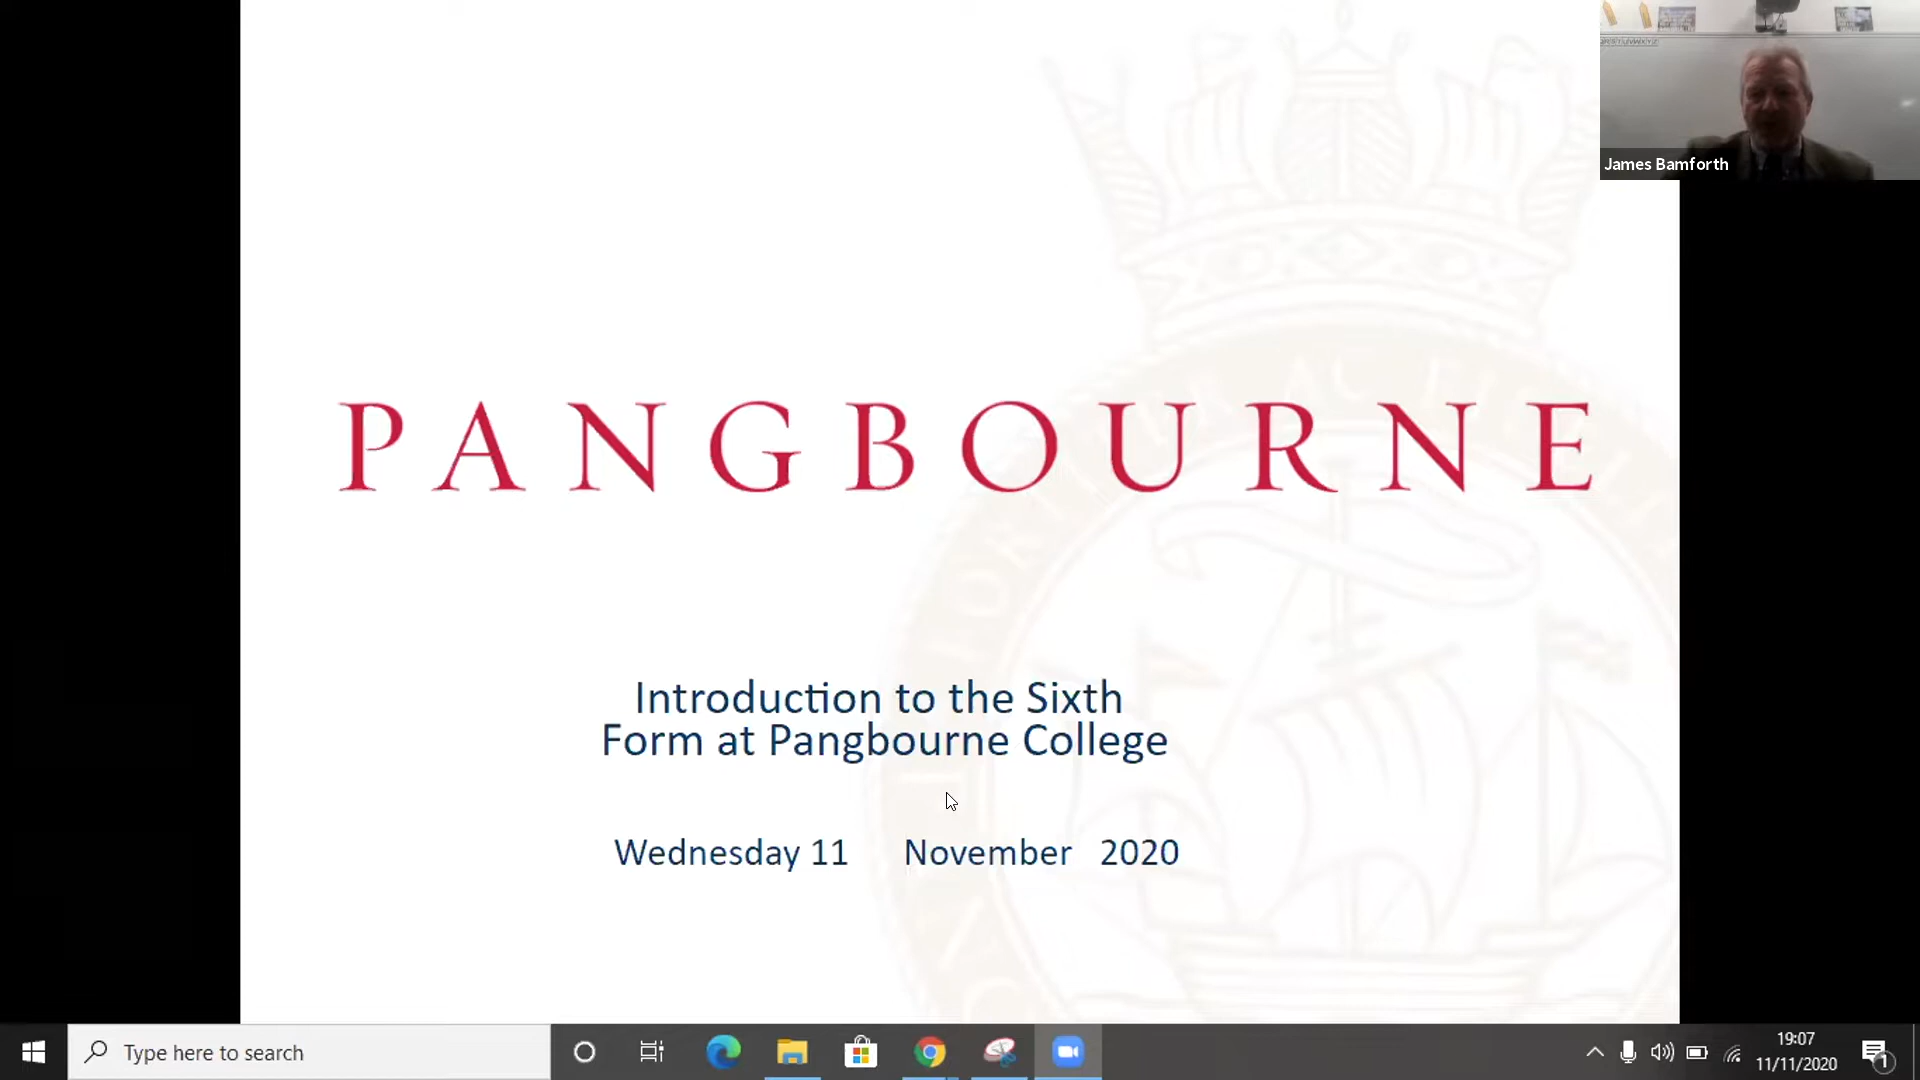 James Bamforth
PANGBOURNE
Introduction to the Sixth
Form at Pangbourne College
Wednesday 11 November 2020
Type here to search
19:07
11/11/2020
1